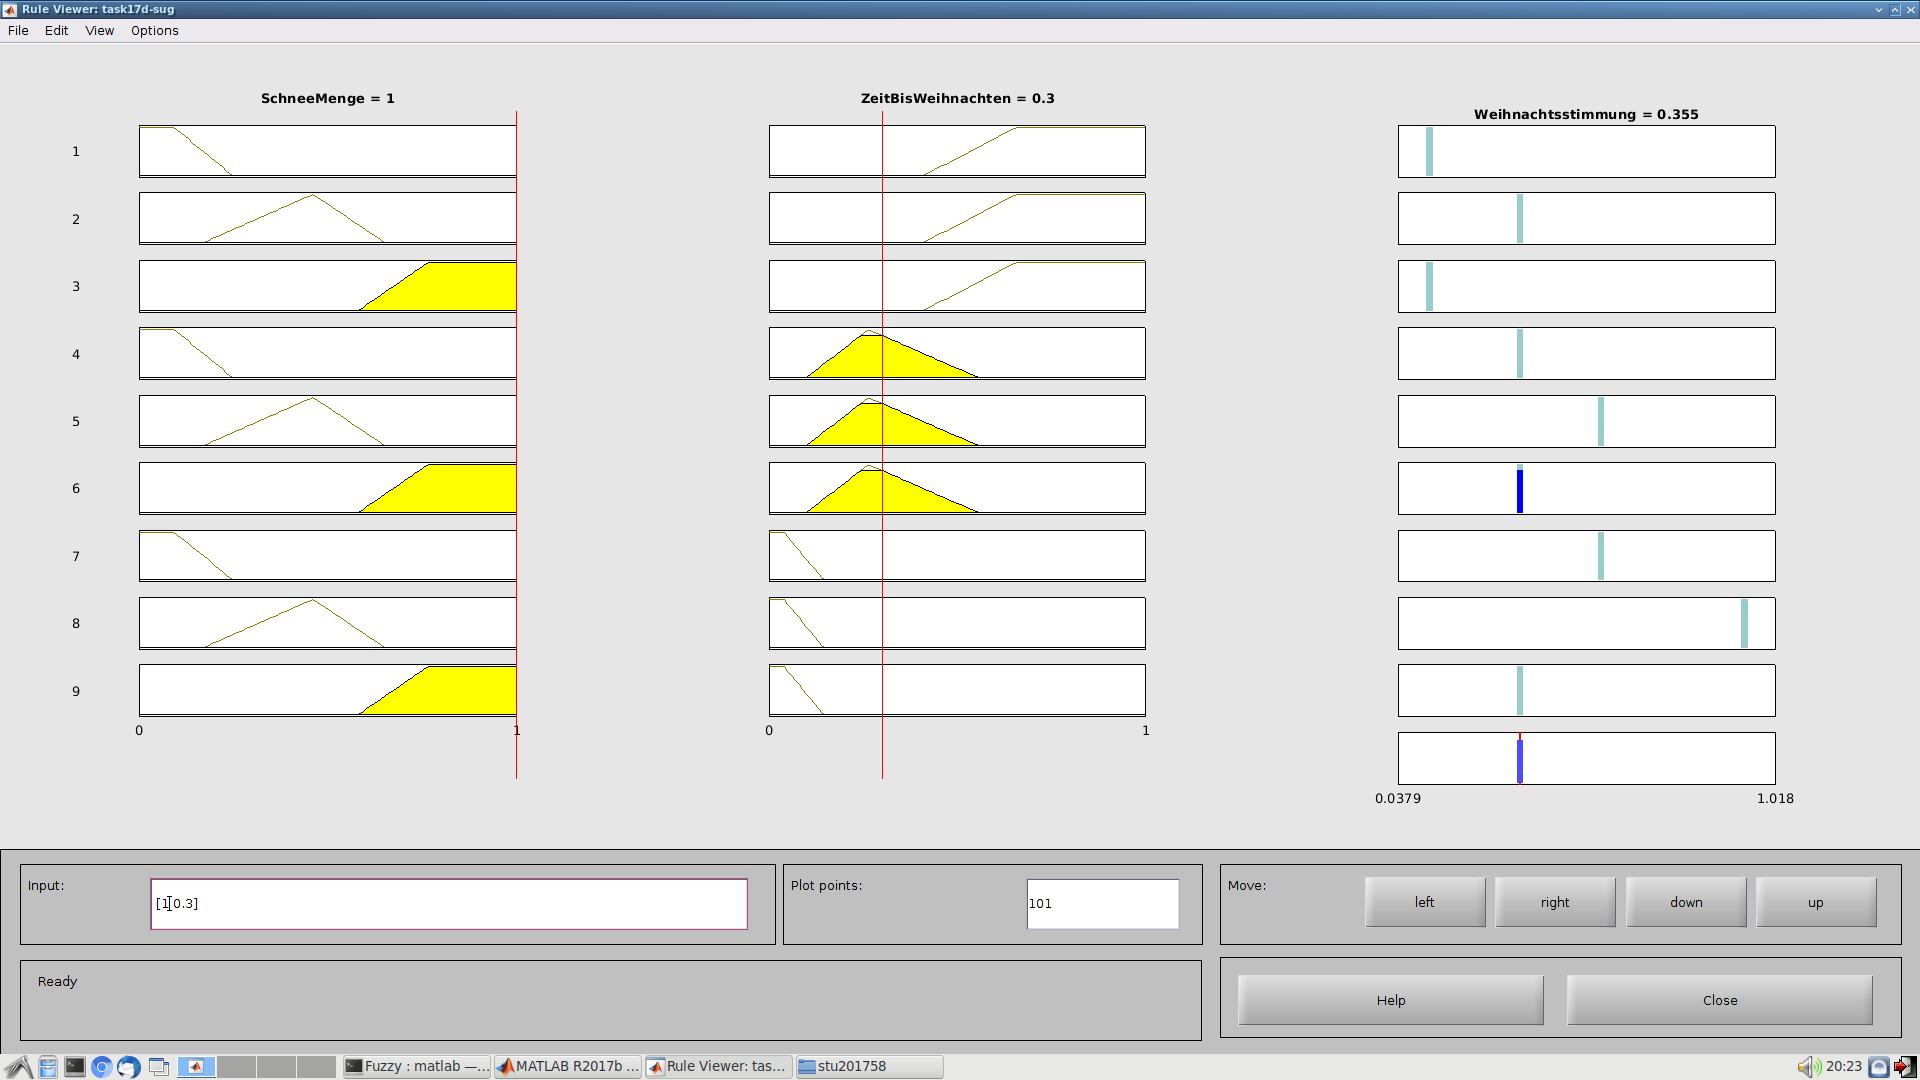 Rule Viewer: task17d-sug
File Edit View Options
SchneeMenge = 1
ZeitBisWeihnachten = 0.3
Weihnachtsstimmung = 0.355
1
2
3
4
5
6
7
8
9
0 1
0 1
0.0379 1.018
Input:
[1 0.3]
Plot points:
101
Move:
left right down up
Ready
Help Close
Fuzzy : matlab —... MATLAB R2017b ... Rule Viewer: tas... stu201758 20:23